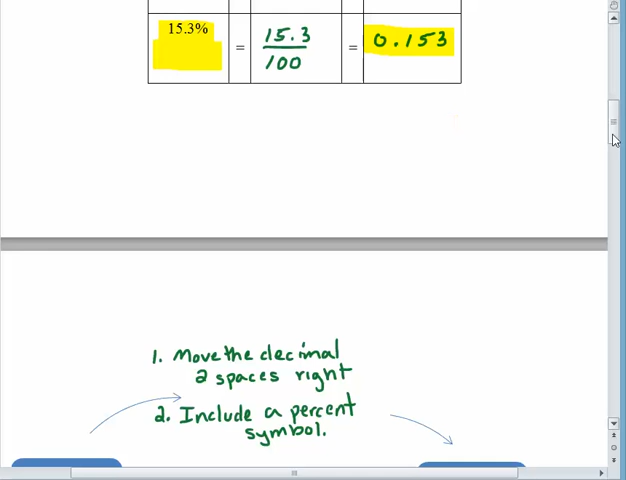 15.3% = 15.3 = 0.153
100
1. Move the decimal
2 spaces right
2. Include a percent
symbol.